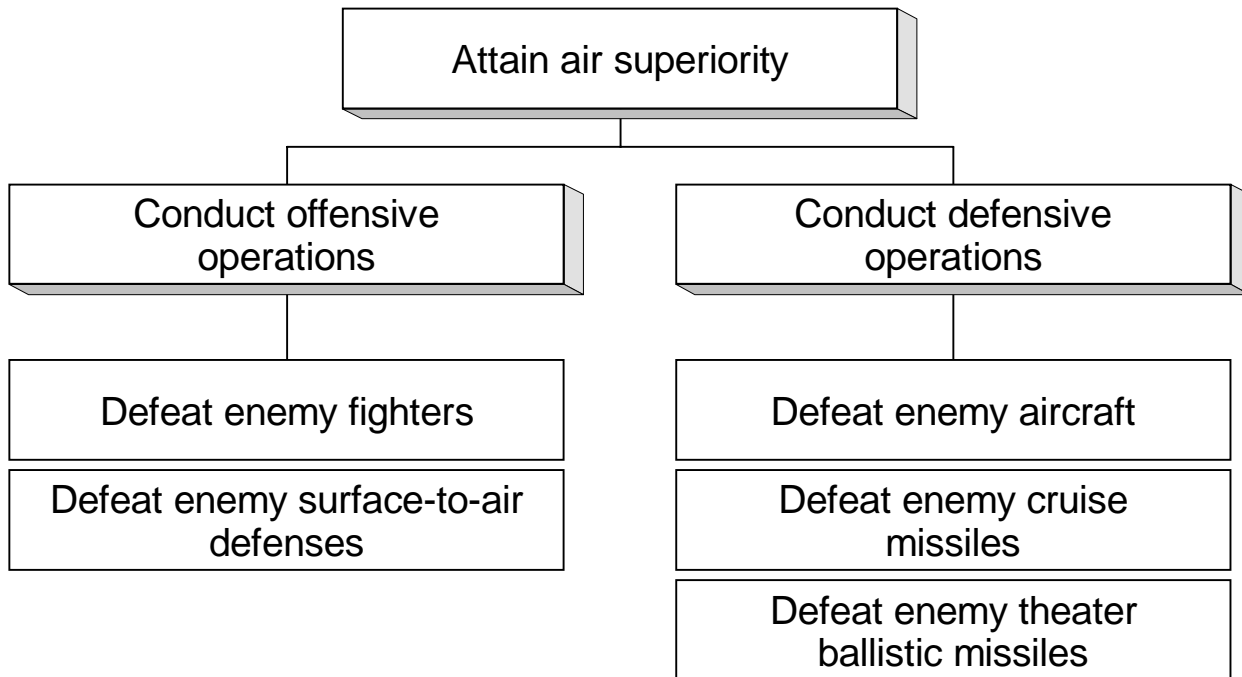 Attain air superiority
Conduct offensive
operations
Conduct defensive
operations
Defeat enemy fighters
Defeat enemy surface-to-air
defenses
Defeat enemy aircraft
Defeat enemy cruise
missiles
Defeat enemy theater
ballistic missiles